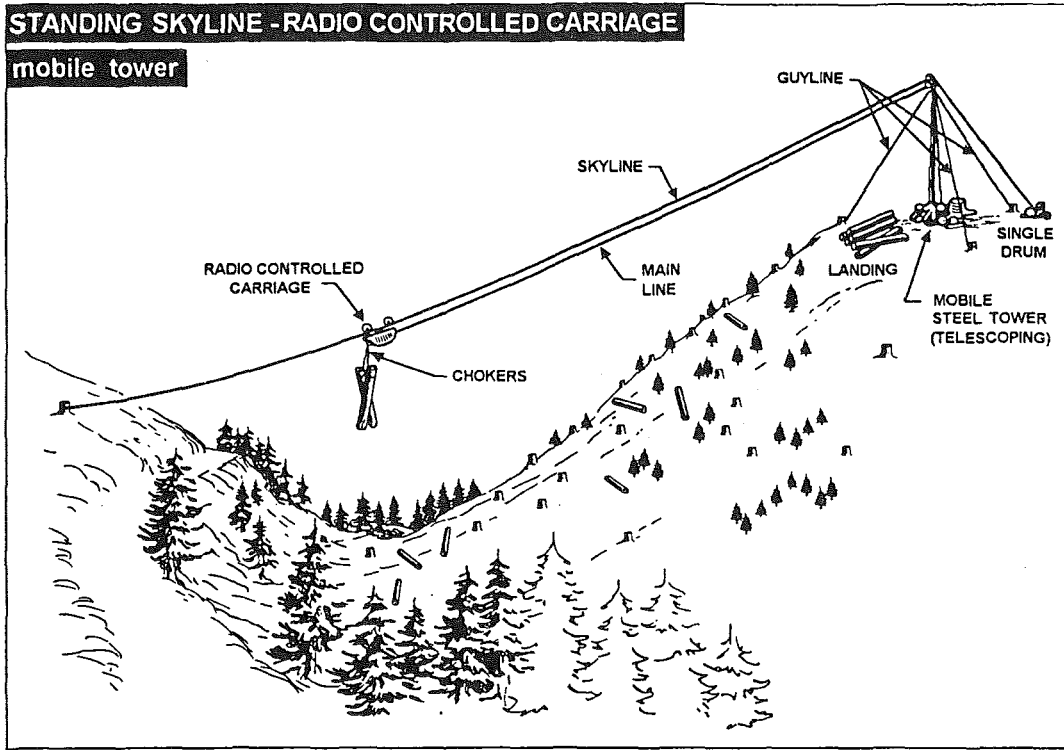 STANDING SKYLINE - RADIO CONTROLLED CARRIAGE
mobile tower
GUYLINE
SKYLINE
RADIO CONTROLLED
CARRIAGE
MAIN
LINE
LANDING
SINGLE
DRUM
MOBILE
STEEL TOWER
(TELESCOPING)
CHOKERS